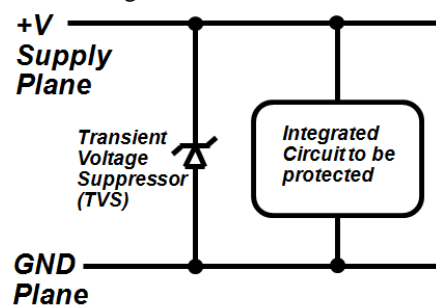 +V
Supply
Plane
Transient
Voltage
Suppressor
(TVS)
Integrated
Circuit to be
protected
GND
Plane